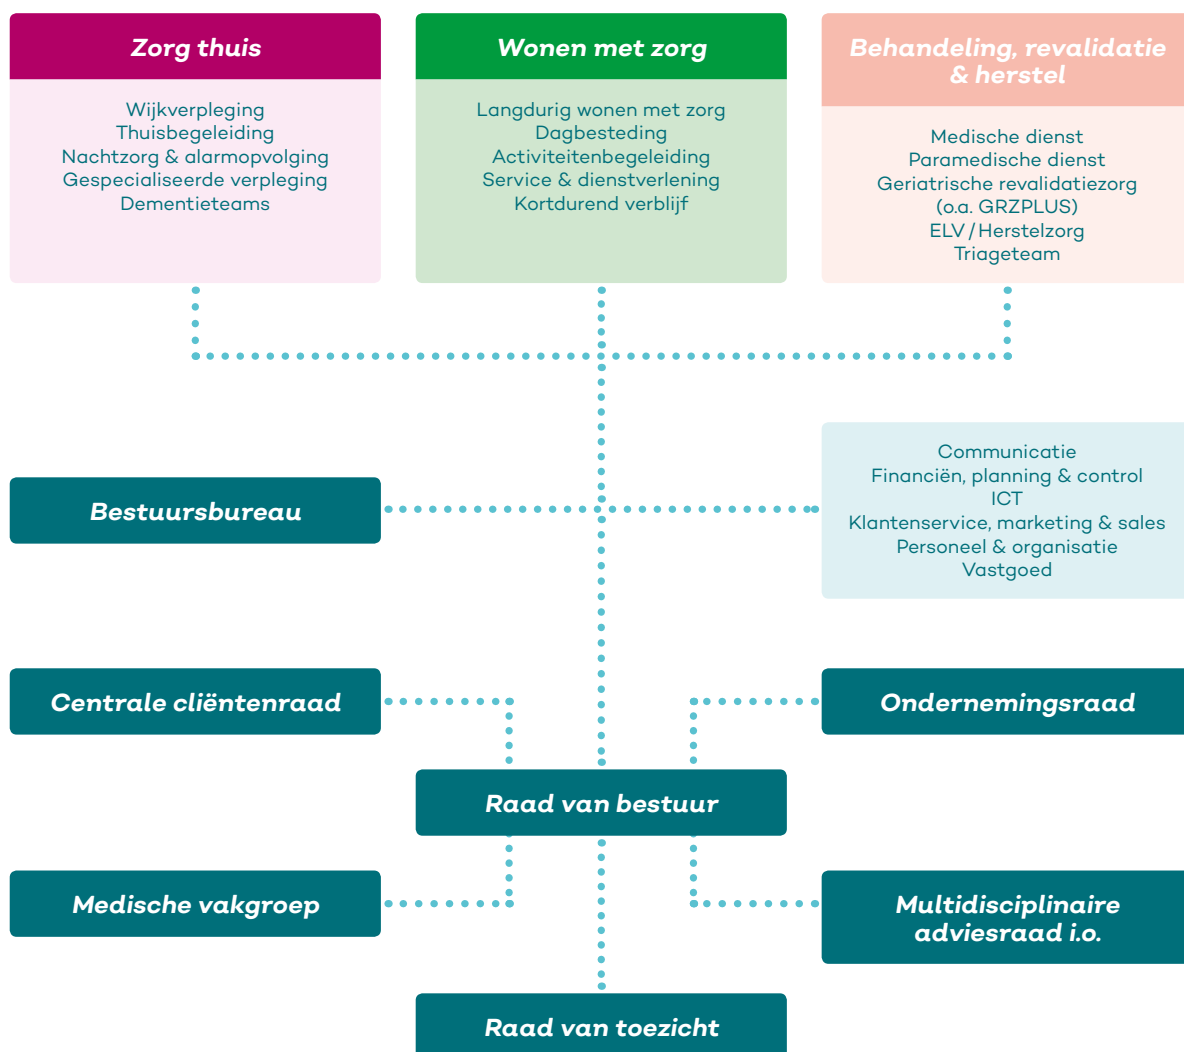 Zorg thuis
Wijkverpleging
Thuisbegeleiding
Nachtzorg & alarmopvolging
Gespecialiseerde verpleging
Dementieteams
Wonen met zorg
Langdurig wonen met zorg
Dagbesteding
Activiteitenbegeleiding
Service & dienstverlening
Kortdurend verblijf
Behandeling, revalidatie
& herstel
Medische dienst
Paramedische dienst
Geriatrische revalidatiezorg
(o.a. GRZPLUS)
ELV / Herstelzorg
Triageteam
Bestuursbureau
Communicatie
Financiën, planning & control
ICT
Klantenservice, marketing & sales
Personeel & organisatie
Vastgoed
Centrale cliëntenraad
Ondernemingsraad
Raad van bestuur
Medische vakgroep
Multidisciplinaire
adviesraad i.o.
Raad van toezicht